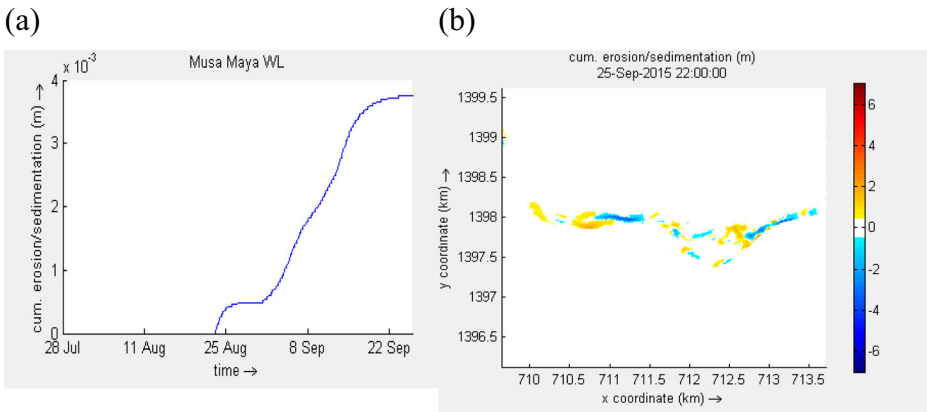 (a)
(b)
Musa Maya WL
x 10⁻³
4
3
2
1
0
cum. erosion/sedimentation (m) →
28 Jul 11 Aug 25 Aug 8 Sep 22 Sep
time →
cum. erosion/sedimentation (m)
25-Sep-2015 22:00:00
1399.5
1399
1398.5
1398
1397.5
1397
1396.5
y coordinate (km) →
710 710.5 711 711.5 712 712.5 713 713.5
x coordinate (km) →
6
4
2
0
-2
-4
-6